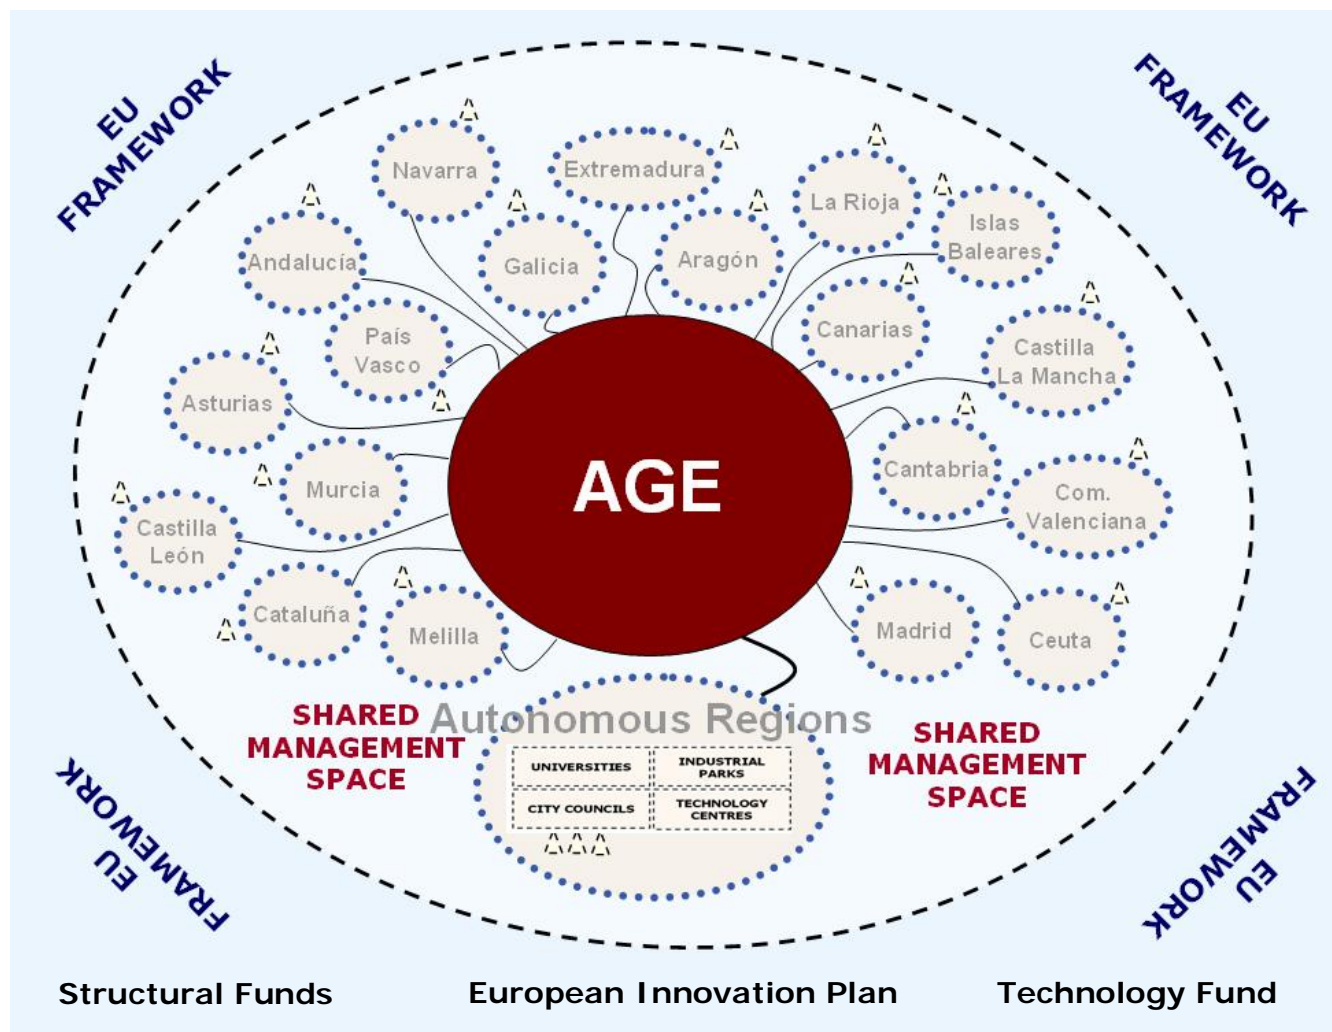 EU
FRAMEWORK
EU
FRAMEWORK
Navarra
Extremadura
La Rioja
Islas
Baleares
Andalucía
Galicia
Aragón
Canarias
País
Vasco
Castilla
La Mancha
Asturias
Cantabria
Murcia
AGE
Com.
Valenciana
Castilla
León
Cataluña
Melilla
Madrid
Ceuta
SHARED
MANAGEMENT
SPACE
Autonomous Regions
SHARED
MANAGEMENT
SPACE
UNIVERSITIES
INDUSTRIAL
PARKS
CITY COUNCILS
TECHNOLOGY
CENTRES
FRAMEWORK
EU
FRAMEWORK
EU
Structural Funds
European Innovation Plan
Technology Fund